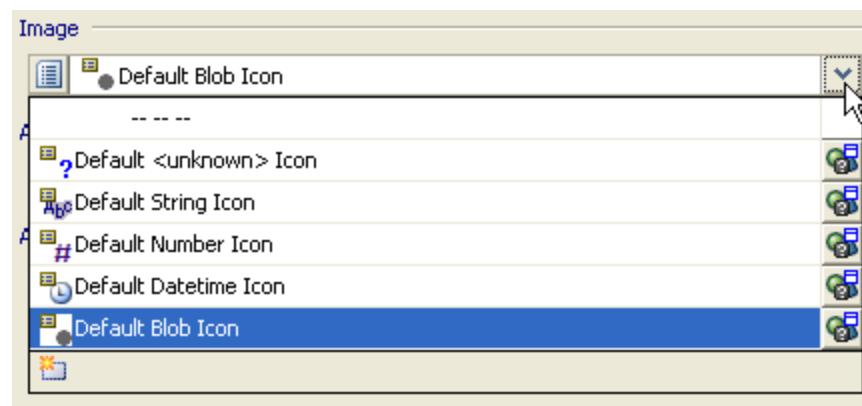 Image
Default Blob Icon
-- -- --
Default <unknown> Icon
Default String Icon
Default Number Icon
Default Datetime Icon
Default Blob Icon